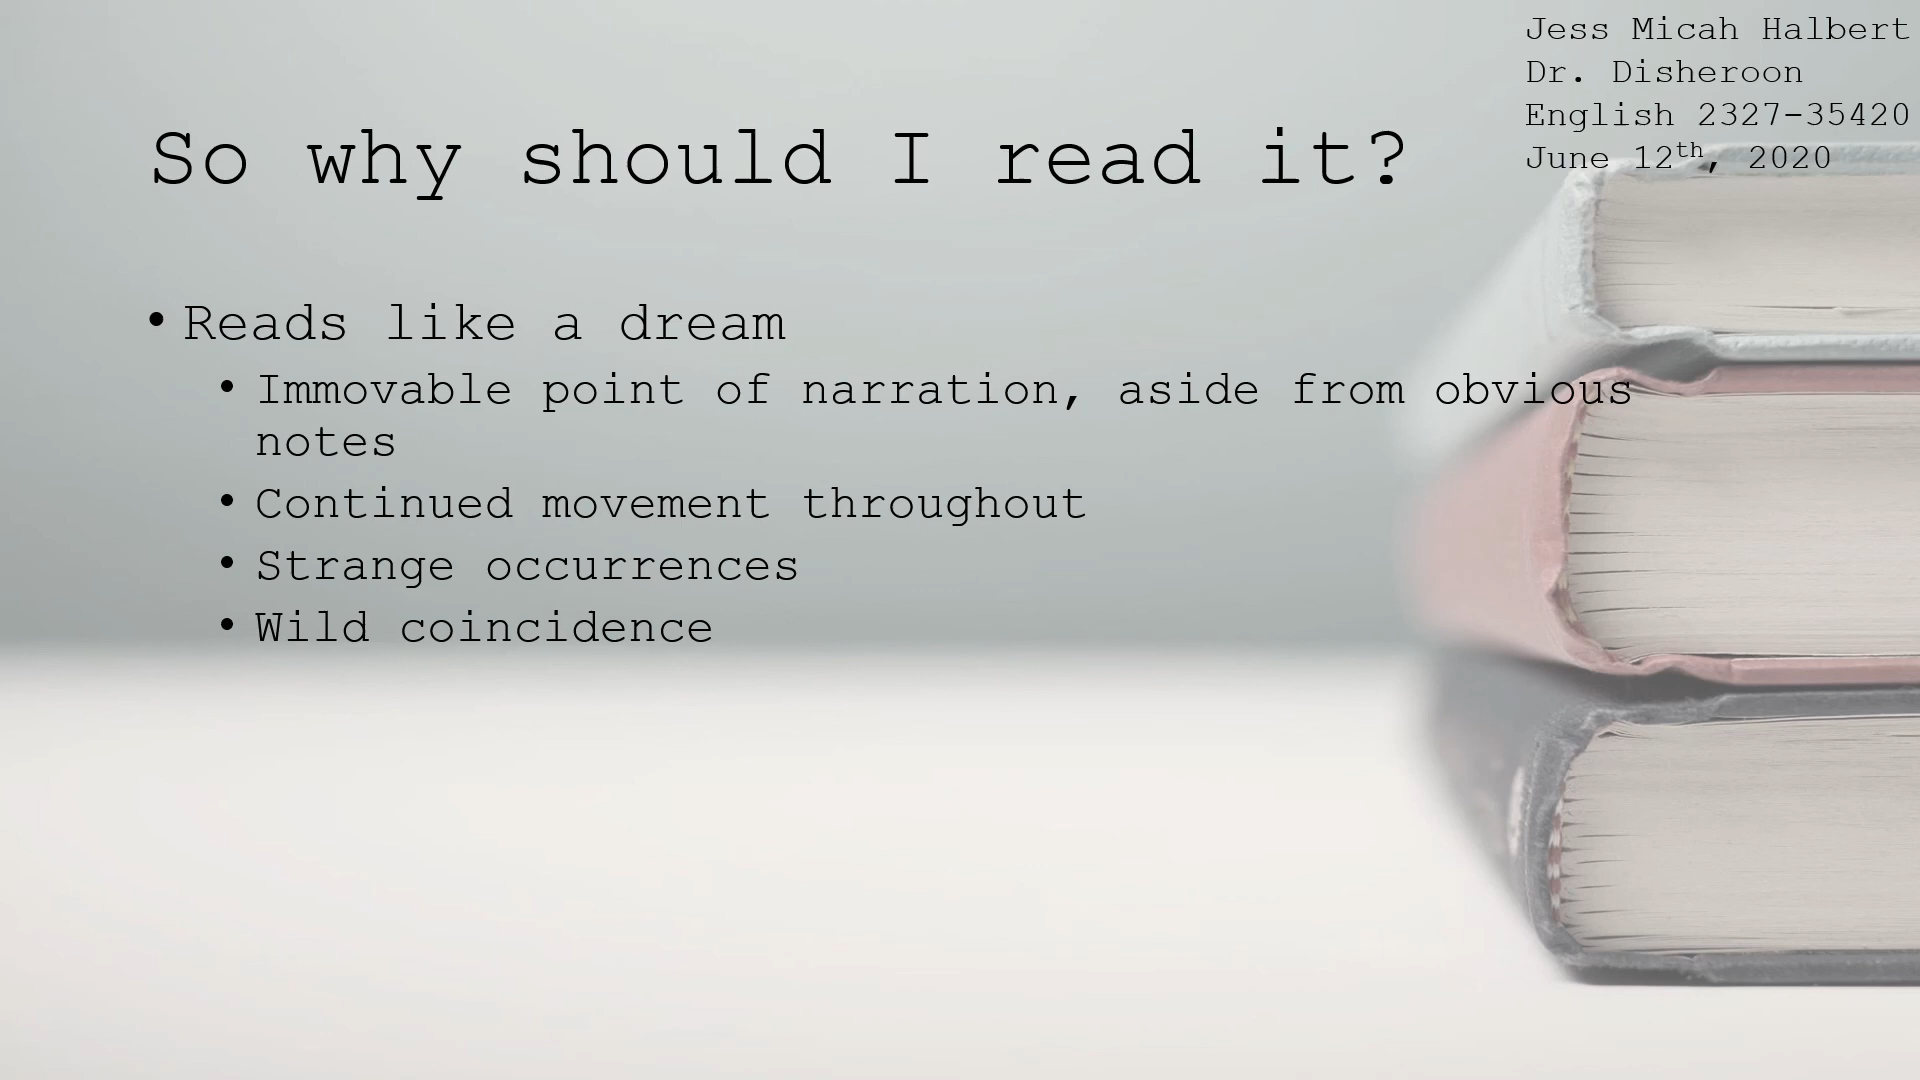 Jess Micah Halbert
Dr. Disheroon
English 2327-35420
June 12th, 2020
So why should I read it?
• Reads like a dream
• Immovable point of narration, aside from obvious
notes
• Continued movement throughout
• Strange occurrences
• Wild coincidence